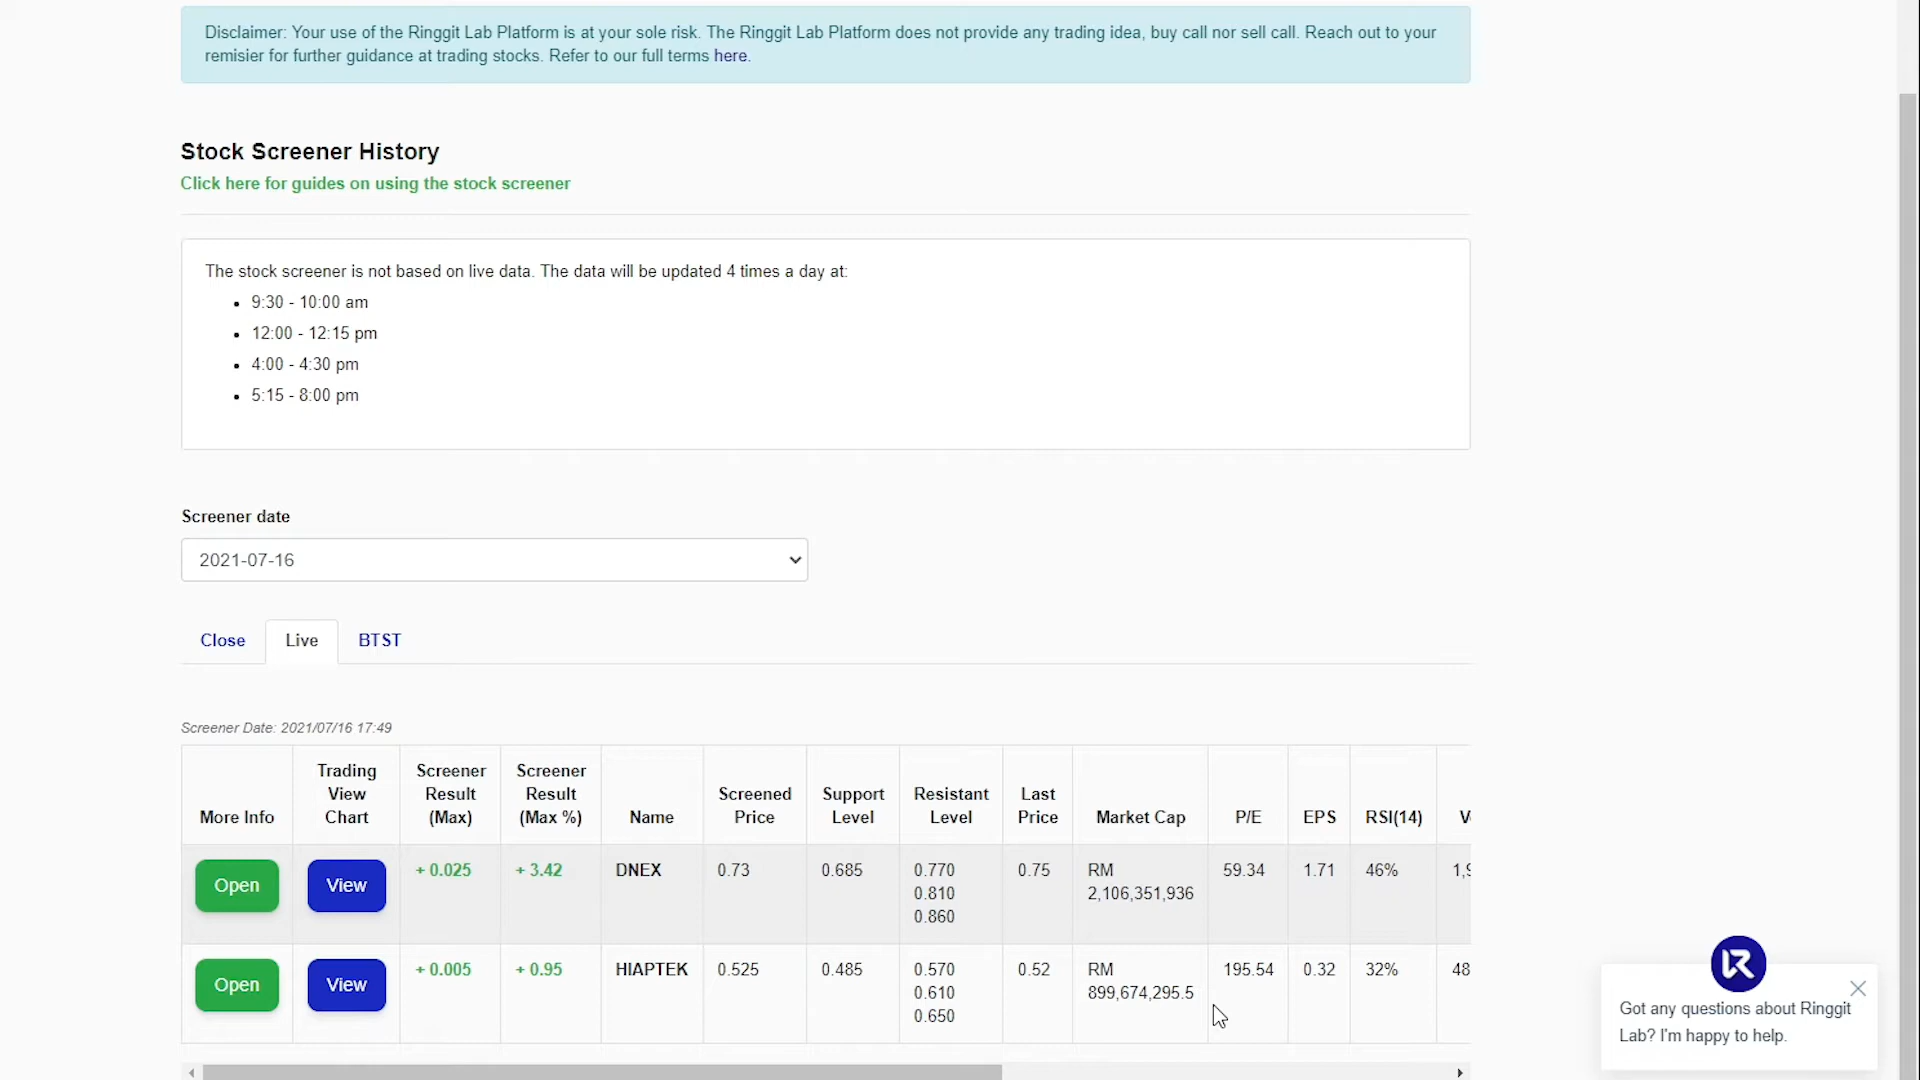 Disclaimer: Your use of the Ringgit Lab Platform is at your sole risk. The Ringgit Lab Platform does not provide any trading idea, buy call nor sell call. Reach out to your
remisier for further guidance at trading stocks. Refer to our full terms here.
Stock Screener History
Click here for guides on using the stock screener
The stock screener is not based on live data. The data will be updated 4 times a day at:
• 9:30 - 10:00 am
• 12:00 - 12:15 pm
• 4:00 - 4:30 pm
• 5:15 - 8:00 pm
Screener date
2021-07-16
Close Live BTST
Screener Date: 2021/07/16 17:49
More Info
Trading
View
Chart
Screener
Result
(Max)
Screener
Result
(Max %)
Name
Screened
Price
Support
Level
Resistant
Level
Last
Price
Market Cap
P/E
EPS
RSI(14)
Open
View
+ 0.025
+ 3.42
DNEX
0.73
0.685
0.770
0.810
0.860
0.75
RM
2,106,351,936
59.34
1.71
46%
Open
View
+ 0.005
+ 0.95
HIAPTEK
0.525
0.485
0.570
0.610
0.650
0.52
RM
899,674,295.5
195.54
0.32
32%
48
Got any questions about Ringgit
Lab? I'm happy to help.